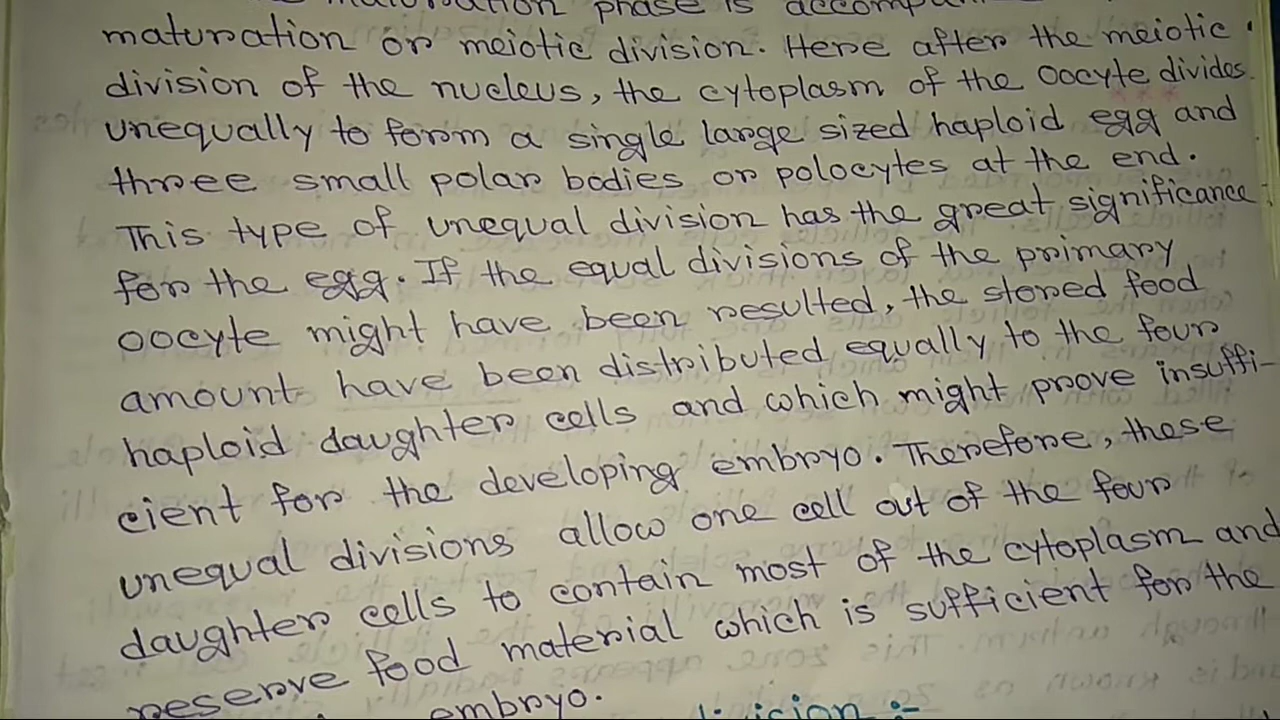 maturation phase is accomp
maturation or meiotic division. Here after the meiotic
division of the nucleus, the cytoplasm of the oocyte divides
unequally to form a single large sized haploid egg and
three small polar bodies or polocytes at the end.
This type of unequal division has the great significance
for the egg. If the equal divisions of the primary
oocyte might have been resulted, the stored food
amount have been distributed equally to the four
haploid daughter cells and which might prove insuffi-
cient for the developing embryo. Therefore, these
unequal divisions allow one cell out of the four
daughter cells to contain most of the cytoplasm and
reserve food material which is sufficient for the
embryo.
division :-